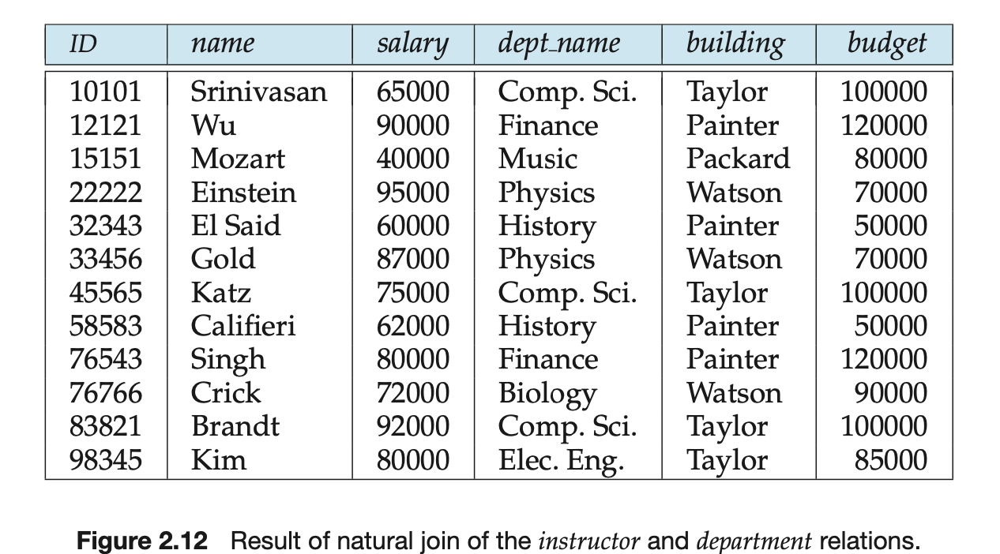 ID name salary dept_name building budget
10101 Srinivasan 65000 Comp. Sci. Taylor 100000
12121 Wu 90000 Finance Painter 120000
15151 Mozart 40000 Music Packard 80000
22222 Einstein 95000 Physics Watson 70000
32343 El Said 60000 History Painter 50000
33456 Gold 87000 Physics Watson 70000
45565 Katz 75000 Comp. Sci. Taylor 100000
58583 Califieri 62000 History Painter 50000
76543 Singh 80000 Finance Painter 120000
76766 Crick 72000 Biology Watson 90000
83821 Brandt 92000 Comp. Sci. Taylor 100000
98345 Kim 80000 Elec. Eng. Taylor 85000
Figure 2.12 Result of natural join of the instructor and department relations.